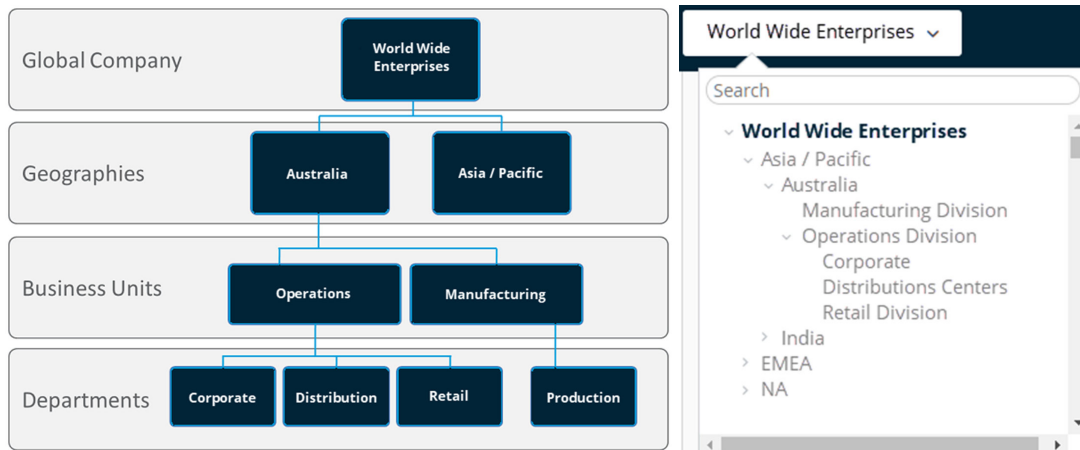 Global Company
World Wide
Enterprises
Geographies
Australia
Asia / Pacific
Business Units
Operations
Manufacturing
Departments
Corporate
Distribution
Retail
Production
World Wide Enterprises
Search
World Wide Enterprises
Asia / Pacific
Australia
Manufacturing Division
Operations Division
Corporate
Distributions Centers
Retail Division
India
EMEA
NA